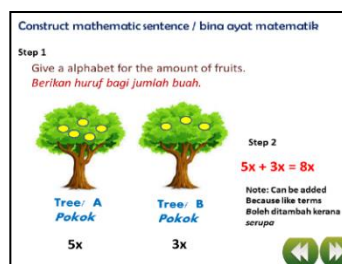 Construct mathematic sentence / bina ayat matematik
Step 1
Give a alphabet for the amount of fruits.
Berikan huruf bagi jumlah buah.
Tree/ A
Pokok
5x
Tree/ B
Pokok
3x
Step 2
5x + 3x = 8x
Note: Can be added
Because like terms
Boleh ditambah kerana
serupa